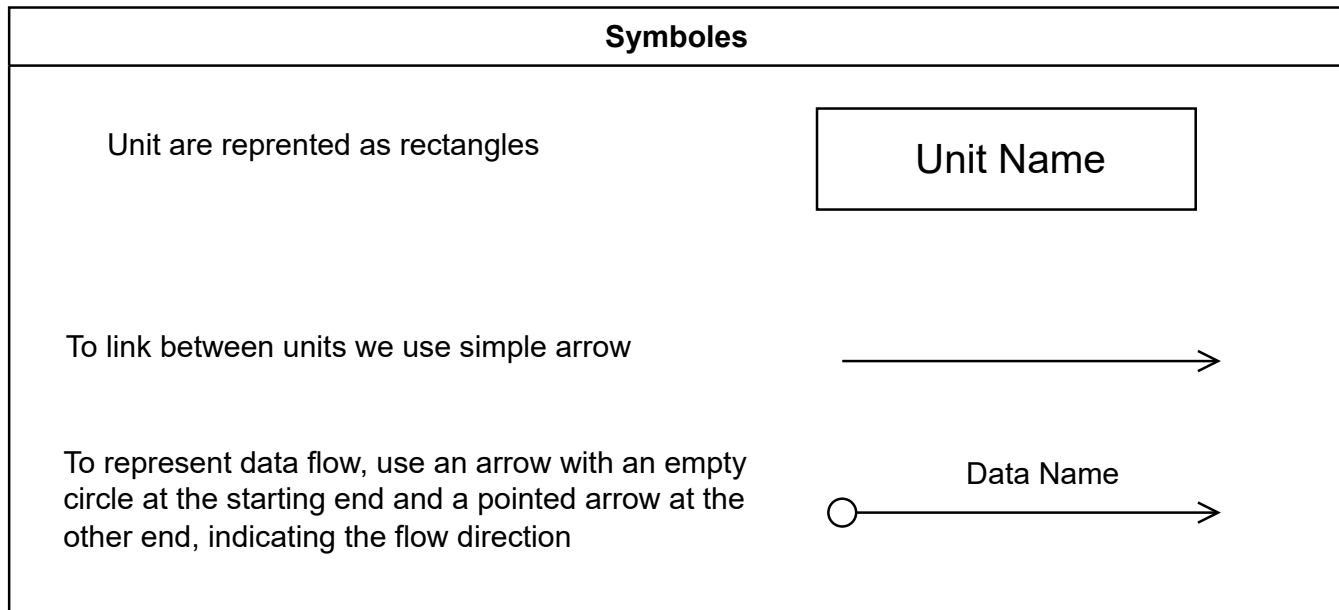 Symboles
Unit are reprented as rectangles
Unit Name
To link between units we use simple arrow
To represent data flow, use an arrow with an empty
circle at the starting end and a pointed arrow at the
other end, indicating the flow direction
Data Name